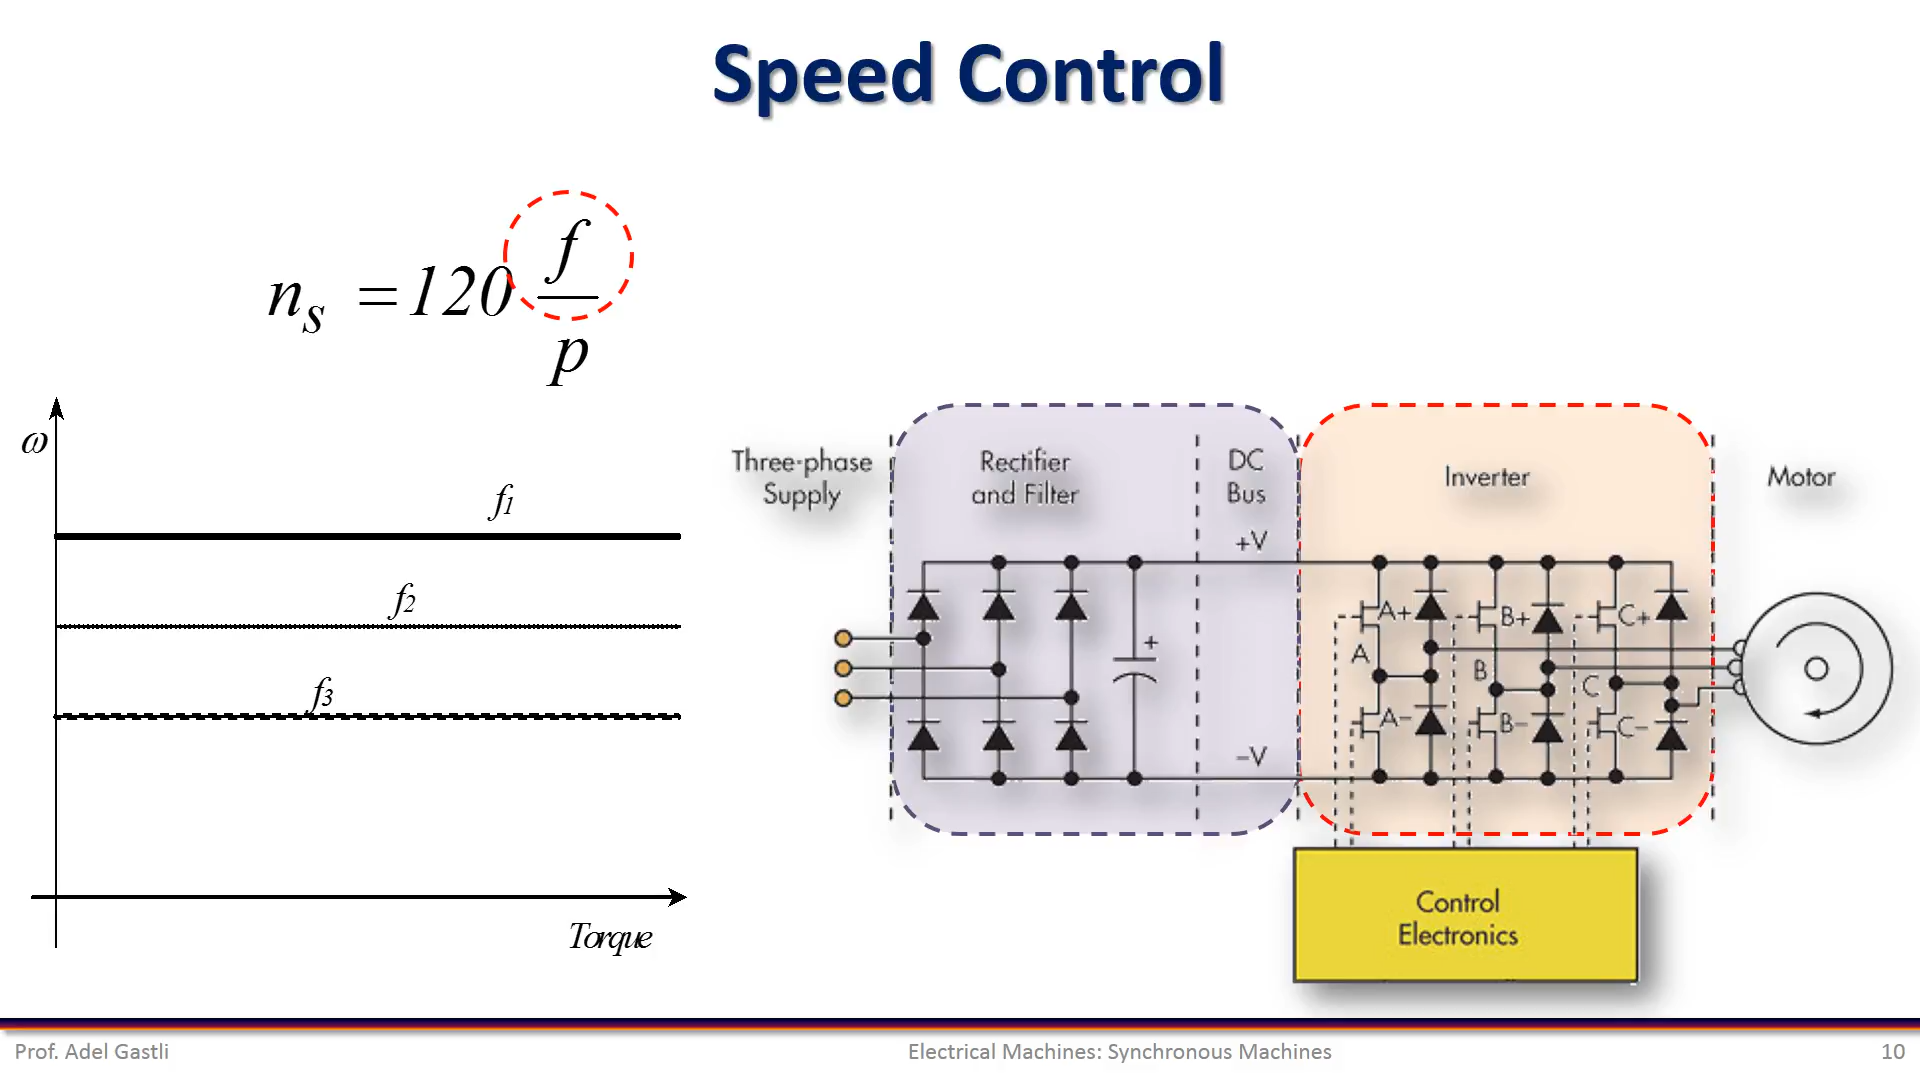 Speed Control
n_s = 120 f/p
ω
f1
f2
f3
Torque
Three-phase
Supply
Rectifier
and Filter
DC
Bus
Inverter
Motor
+V
+
−V
A+
B+
C+
A
B
C
A−
B−
C−
Control
Electronics
Prof. Adel Gastli
Electrical Machines: Synchronous Machines
10